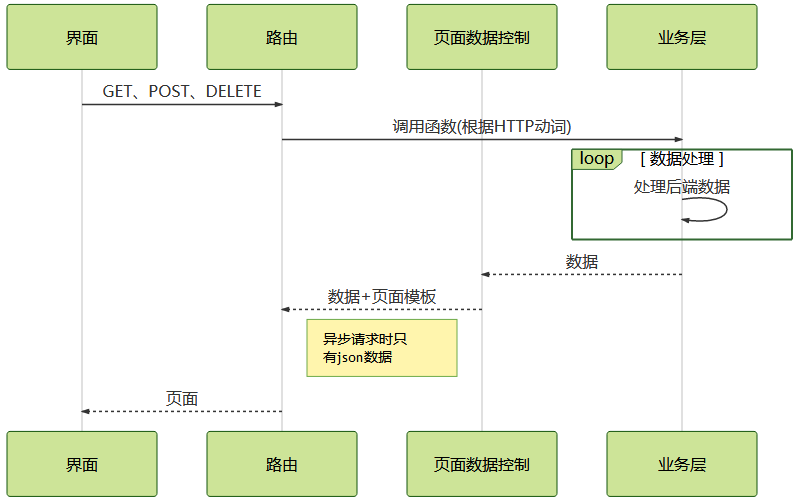 界面
路由
页面数据控制
业务层
GET、POST、DELETE
调用函数(根据HTTP动词)
loop
[ 数据处理 ]
处理后端数据
数据
数据+页面模板
异步请求时只
有json数据
页面
界面
路由
页面数据控制
业务层